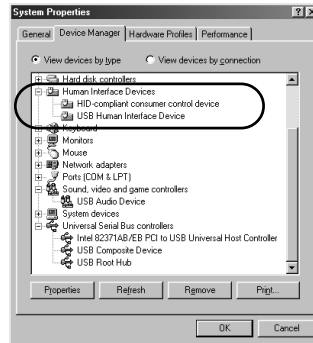 System Properties
General Device Manager Hardware Profiles Performance
View devices by type View devices by connection
Hard disk controllers
Human Interface Devices
HID-compliant consumer control device
USB Human Interface Device
Keyboard
Monitors
Mouse
Network adapters
Ports (COM & LPT)
Sound, video and game controllers
USB Audio Device
System devices
Universal Serial Bus controllers
Intel 82371AB/EB PCI to USB Universal Host Controller
USB Composite Device
USB Root Hub
Properties Refresh Remove Print...
OK Cancel